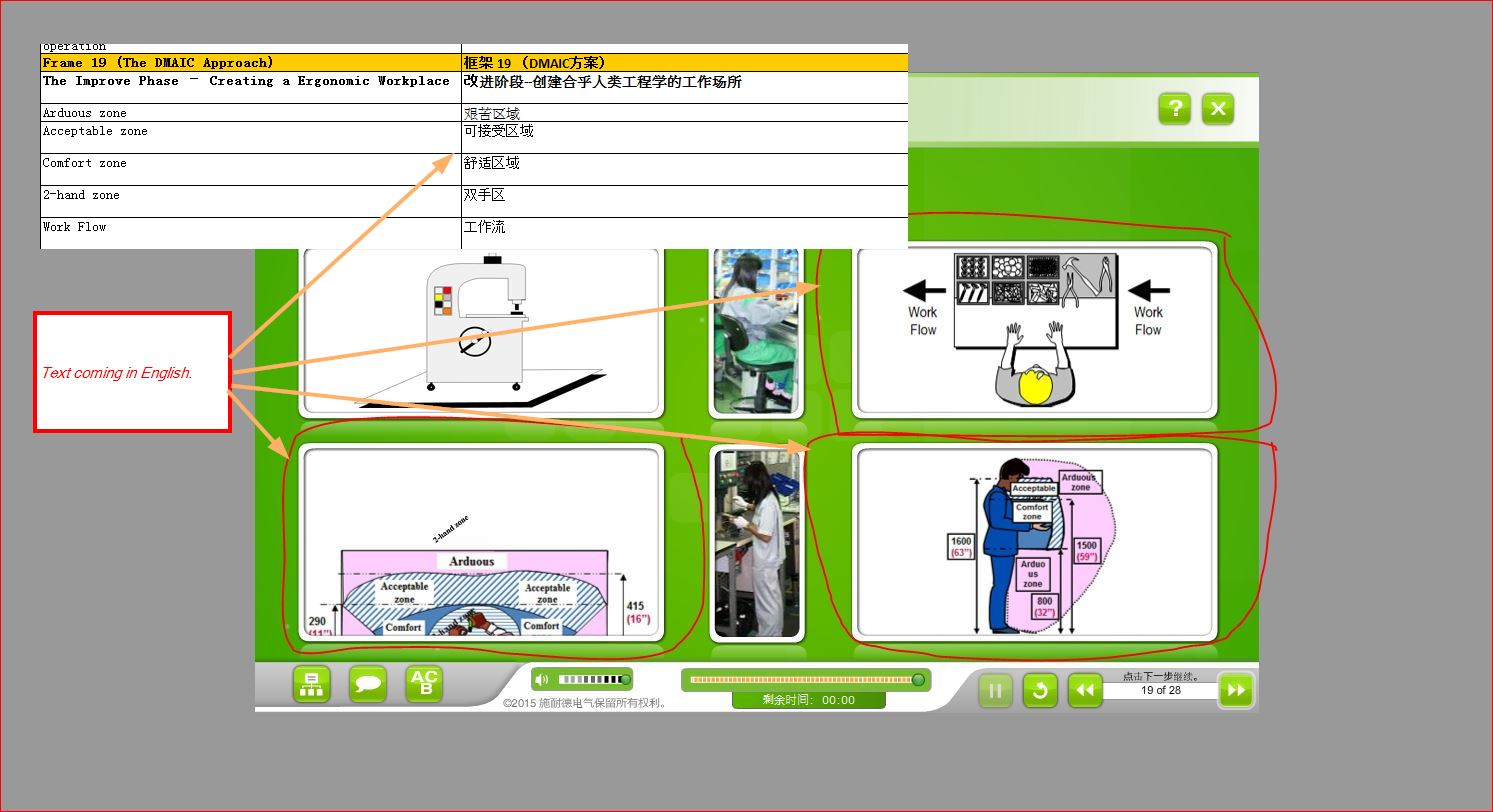 operation
Frame 19 (The DMAIC Approach) 框架 19 （DMAIC方案）
The Improve Phase － Creating a Ergonomic Workplace 改进阶段--创建合乎人类工程学的工作场所
Arduous zone 艰苦区域
Acceptable zone 可接受区域
Comfort zone 舒适区域
2-hand zone 双手区
Work Flow 工作流
?
X
Text coming in English.
Work
Flow
Work
Flow
2-hand zone
Arduous
Acceptable
zone
Acceptable
zone
290
(11")
Comfort
2-hand zone
Comfort
415
(16")
Acceptable
Arduous
zone
Comfort
zone
1600
(63")
1500
(59")
Arduo
us
zone
800
(32")
AC
B
©2015 施耐德电气保留所有权利。
剩余时间: 00:00
点击下一步继续。
19 of 28